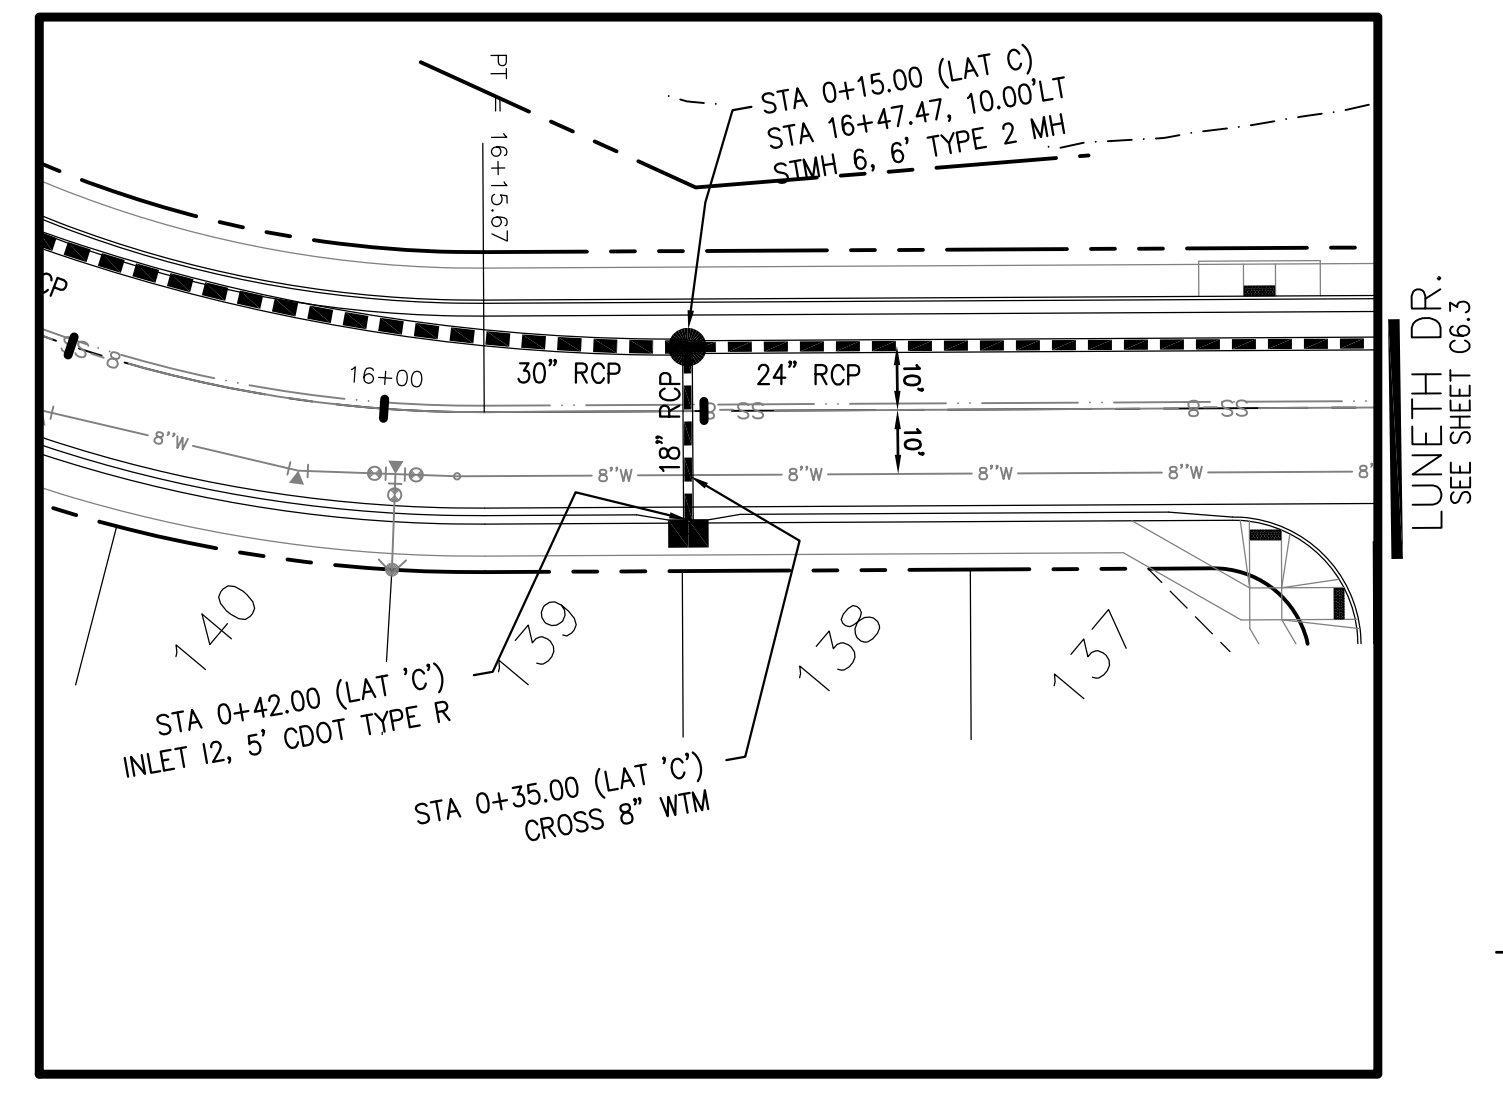 PT = 16+15.67
STA 0+15.00 (LAT C)
STA 16+47.47, 10.00'LT
STMH 6, 6' TYPE 2 MH
CP
SS
8
16+00
30" RCP
18" RCP
24" RCP
10'
10'
8 SS
8 SS
8"W
8"W
8"W
8"W
8"W
8"
140
139
138
137
STA 0+42.00 (LAT 'C')
INLET I2, 5' CDOT TYPE R
STA 0+35.00 (LAT 'C')
CROSS 8" WTM
LUNETH DR.
SEE SHEET C6.3